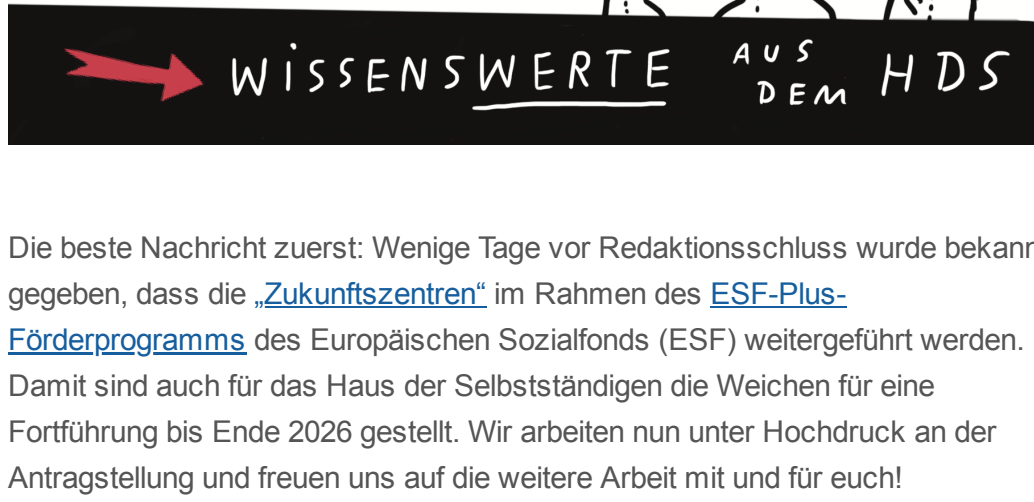 WiSSENSWERTE AUS DEM HDS
Die beste Nachricht zuerst: Wenige Tage vor Redaktionsschluss wurde bekann
gegeben, dass die „Zukunftszentren“ im Rahmen des ESF-Plus-
Förderprogramms des Europäischen Sozialfonds (ESF) weitergeführt werden.
Damit sind auch für das Haus der Selbstständigen die Weichen für eine
Fortführung bis Ende 2026 gestellt. Wir arbeiten nun unter Hochdruck an der
Antragstellung und freuen uns auf die weitere Arbeit mit und für euch!